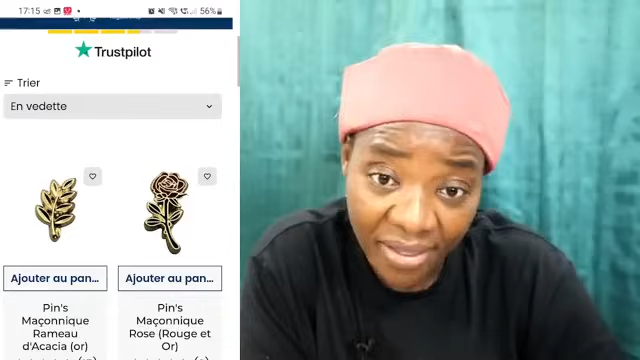 17:15
56%
Trustpilot
Trier
En vedette
Ajouter au pan...
Ajouter au pan...
Pin's
Maçonnique
Rameau
d'Acacia (or)
Pin's
Maçonnique
Rose (Rouge et
Or)